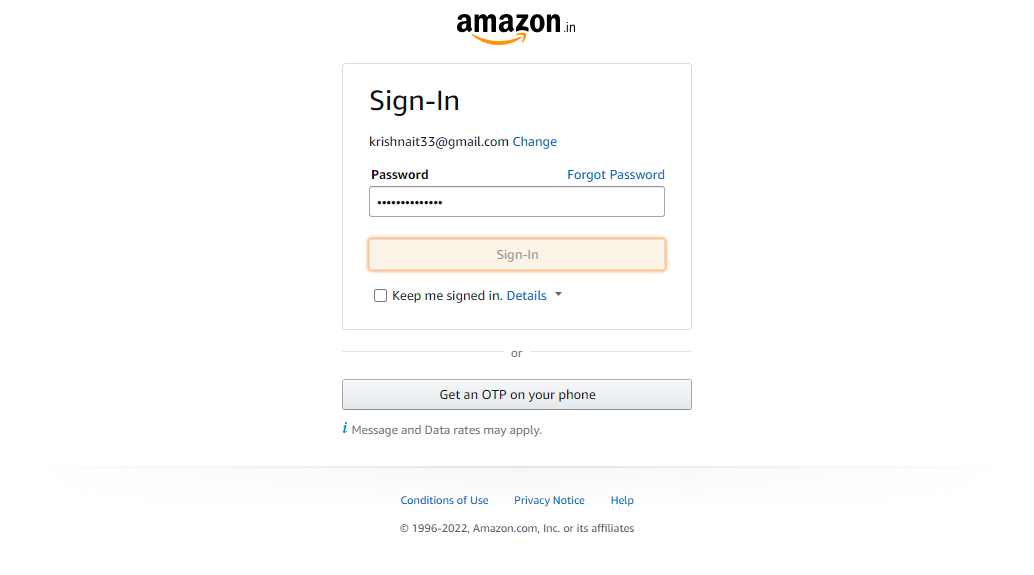 amazon.in
Sign-In
krishnait33@gmail.com Change
Password Forgot Password
••••••••••••••
Sign-In
Keep me signed in. Details
or
Get an OTP on your phone
i Message and Data rates may apply.
Conditions of Use Privacy Notice Help
© 1996-2022, Amazon.com, Inc. or its affiliates